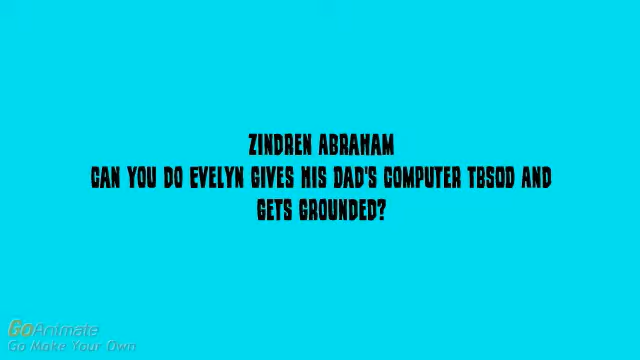 ZINDREN ABRAHAM
CAN YOU DO EVELYN GIVES HIS DAD'S COMPUTER TBSOD AND
GETS GROUNDED?
GoAnimate
Go Make Your Own